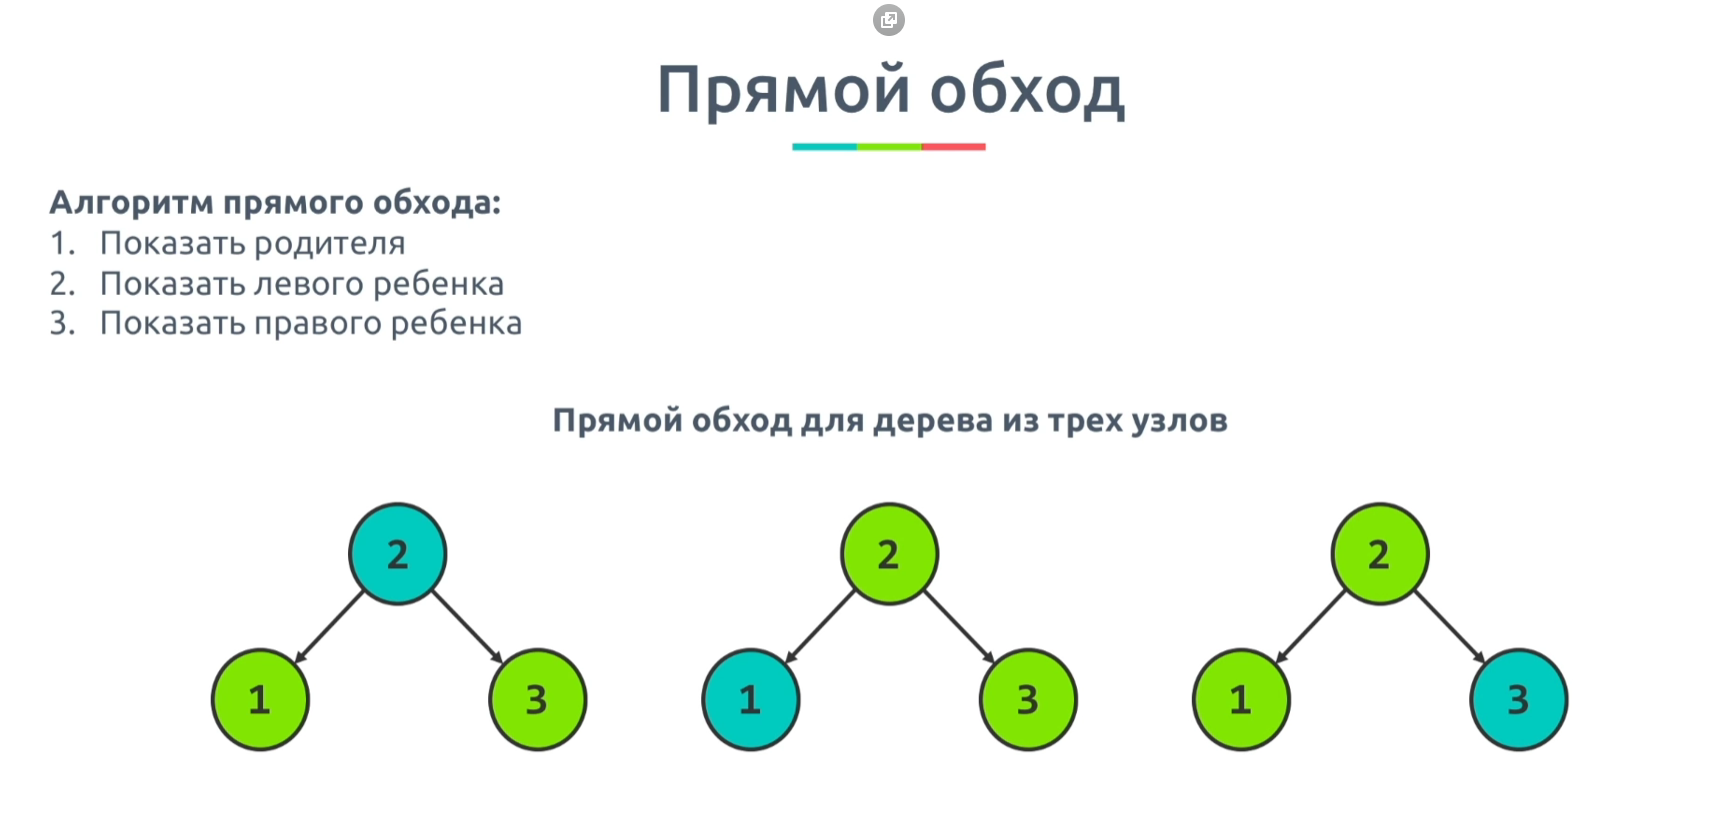 Прямой обход
Алгоритм прямого обхода:
1. Показать родителя
2. Показать левого ребенка
3. Показать правого ребенка
Прямой обход для дерева из трех узлов
2
1 3
2
1 3
2
1 3